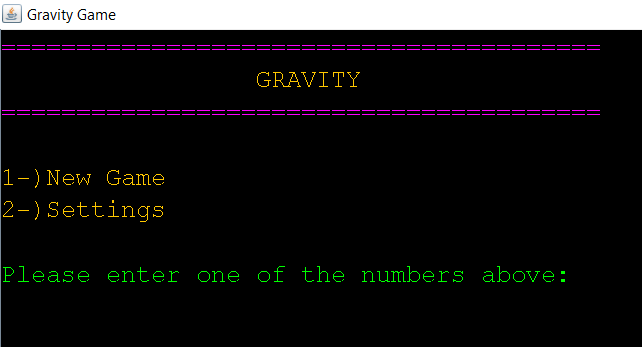 Gravity Game
========================================
GRAVITY
========================================
1-)New Game
2-)Settings
Please enter one of the numbers above: